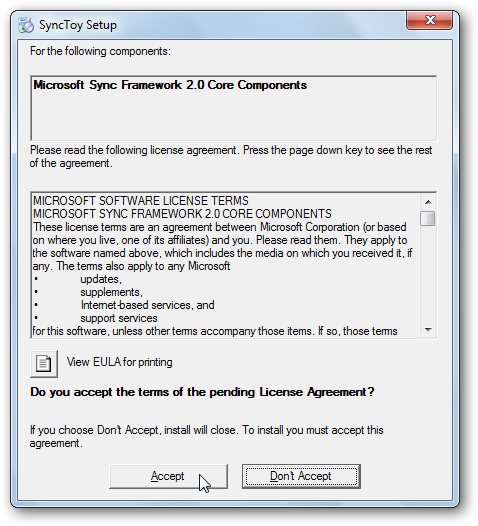 SyncToy Setup
For the following components:
Microsoft Sync Framework 2.0 Core Components
Please read the following license agreement. Press the page down key to see the rest
of the agreement.
MICROSOFT SOFTWARE LICENSE TERMS
MICROSOFT SYNC FRAMEWORK 2.0 CORE COMPONENTS
These license terms are an agreement between Microsoft Corporation (or based
on where you live, one of its affiliates) and you. Please read them. They apply to
the software named above, which includes the media on which you received it, if
any. The terms also apply to any Microsoft
• updates,
• supplements,
• Internet-based services, and
• support services
for this software, unless other terms accompany those items. If so, those terms
View EULA for printing
Do you accept the terms of the pending License Agreement?
If you choose Don't Accept, install will close. To install you must accept this
agreement.
Accept Don't Accept